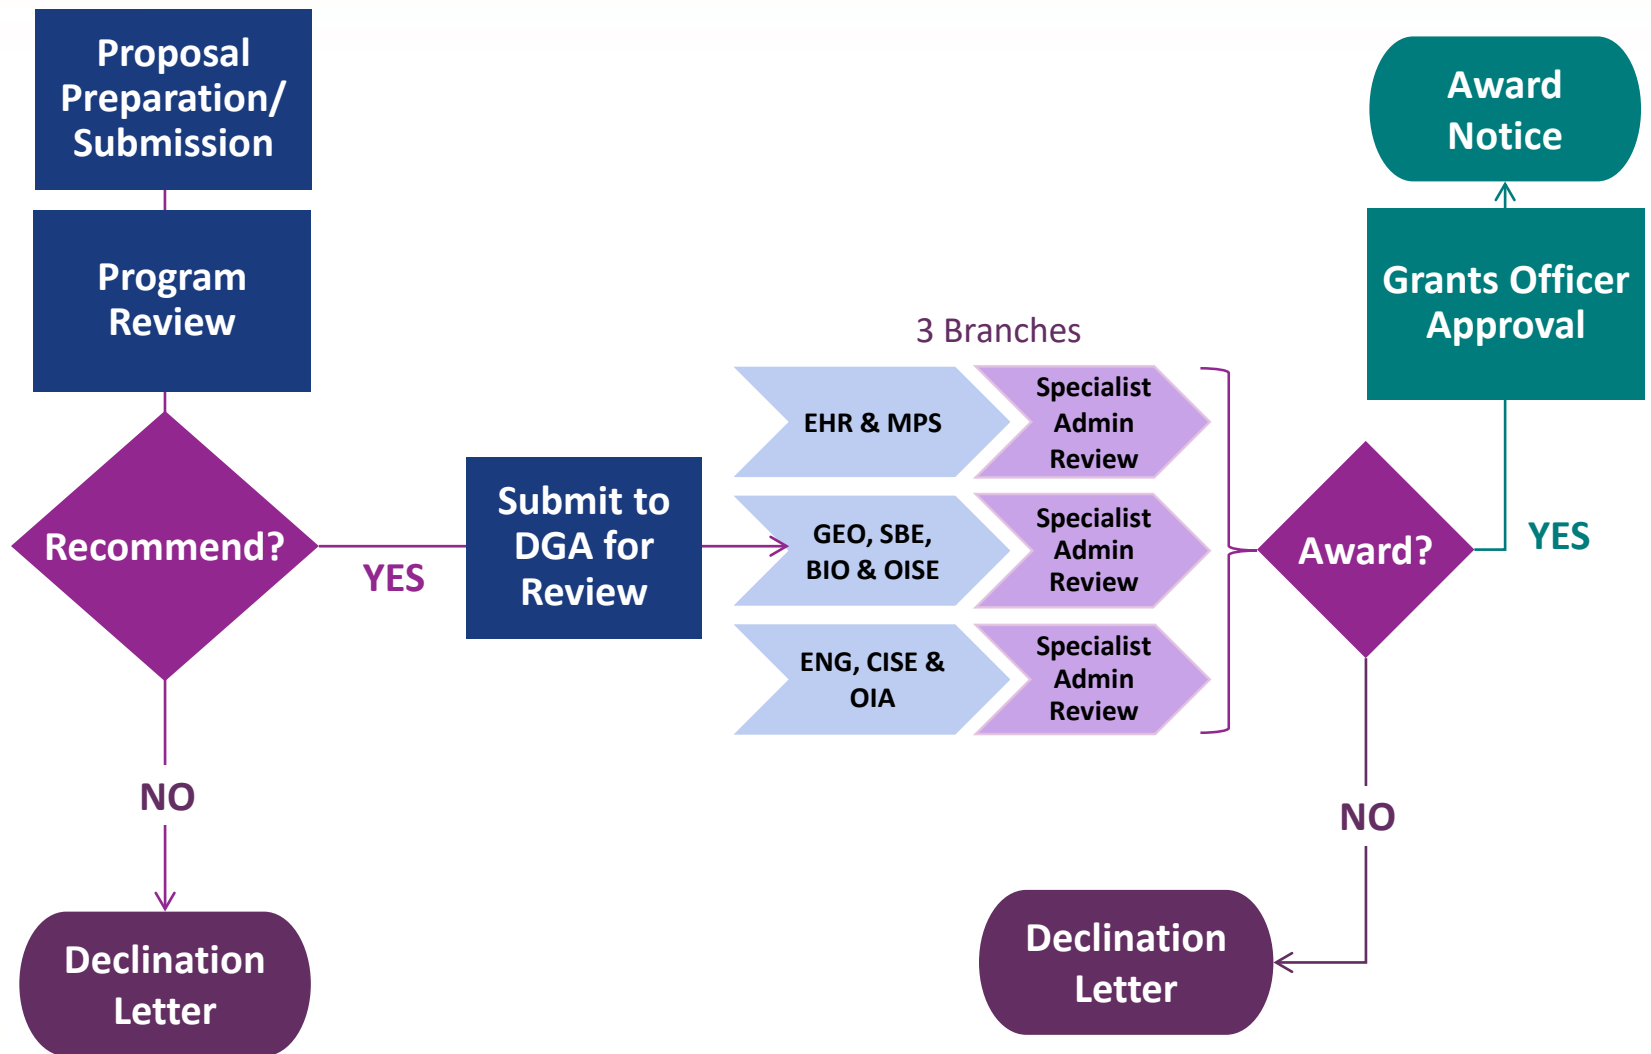 Proposal
Preparation/
Submission
Program
Review
Recommend?
YES
NO
Declination
Letter
Submit to
DGA for
Review
3 Branches
EHR & MPS
Specialist
Admin
Review
GEO, SBE,
BIO & OISE
Specialist
Admin
Review
ENG, CISE &
OIA
Specialist
Admin
Review
Award?
YES
Grants Officer
Approval
Award
Notice
NO
Declination
Letter